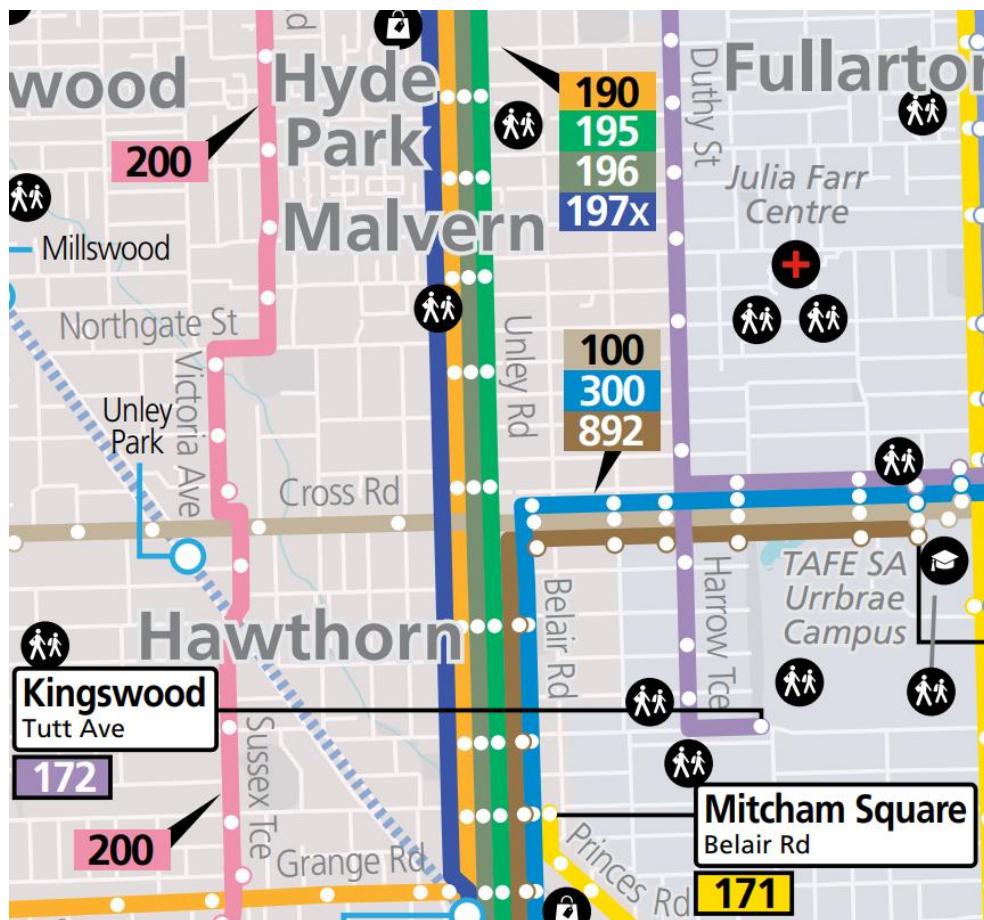 Rd
wood
Hyde
Park
Malvern
Fullarton
200
190
195
196
197x
Duthy St
Julia Farr
Centre
Millswood
Northgate St
Victoria Ave
Unley
Park
Unley Rd
100
300
892
Cross Rd
Belair Rd
Harrow Tce
TAFE SA
Urrbrae
Campus
Hawthorn
Kingswood
Tutt Ave
172
Sussex Tce
200
Grange Rd
Princes Rd
Mitcham Square
Belair Rd
171